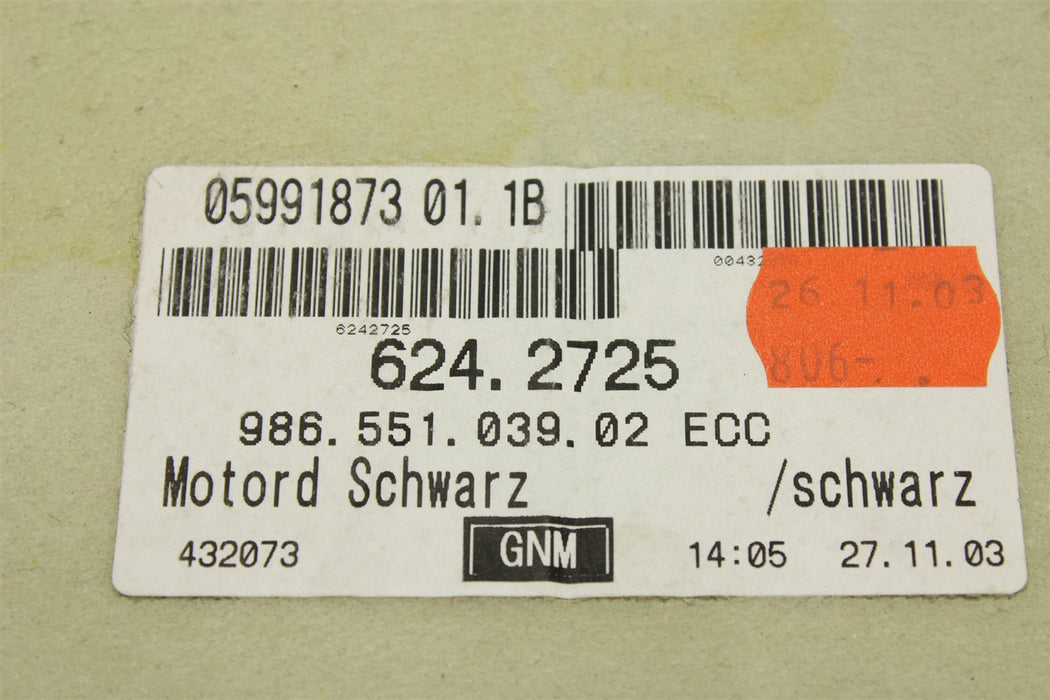 05991873 01. 1B
00432
6242725
26 11.03
806-. .
624. 2725
986. 551. 039. 02 ECC
Motord Schwarz /schwarz
432073 GNM 14:05 27. 11. 03